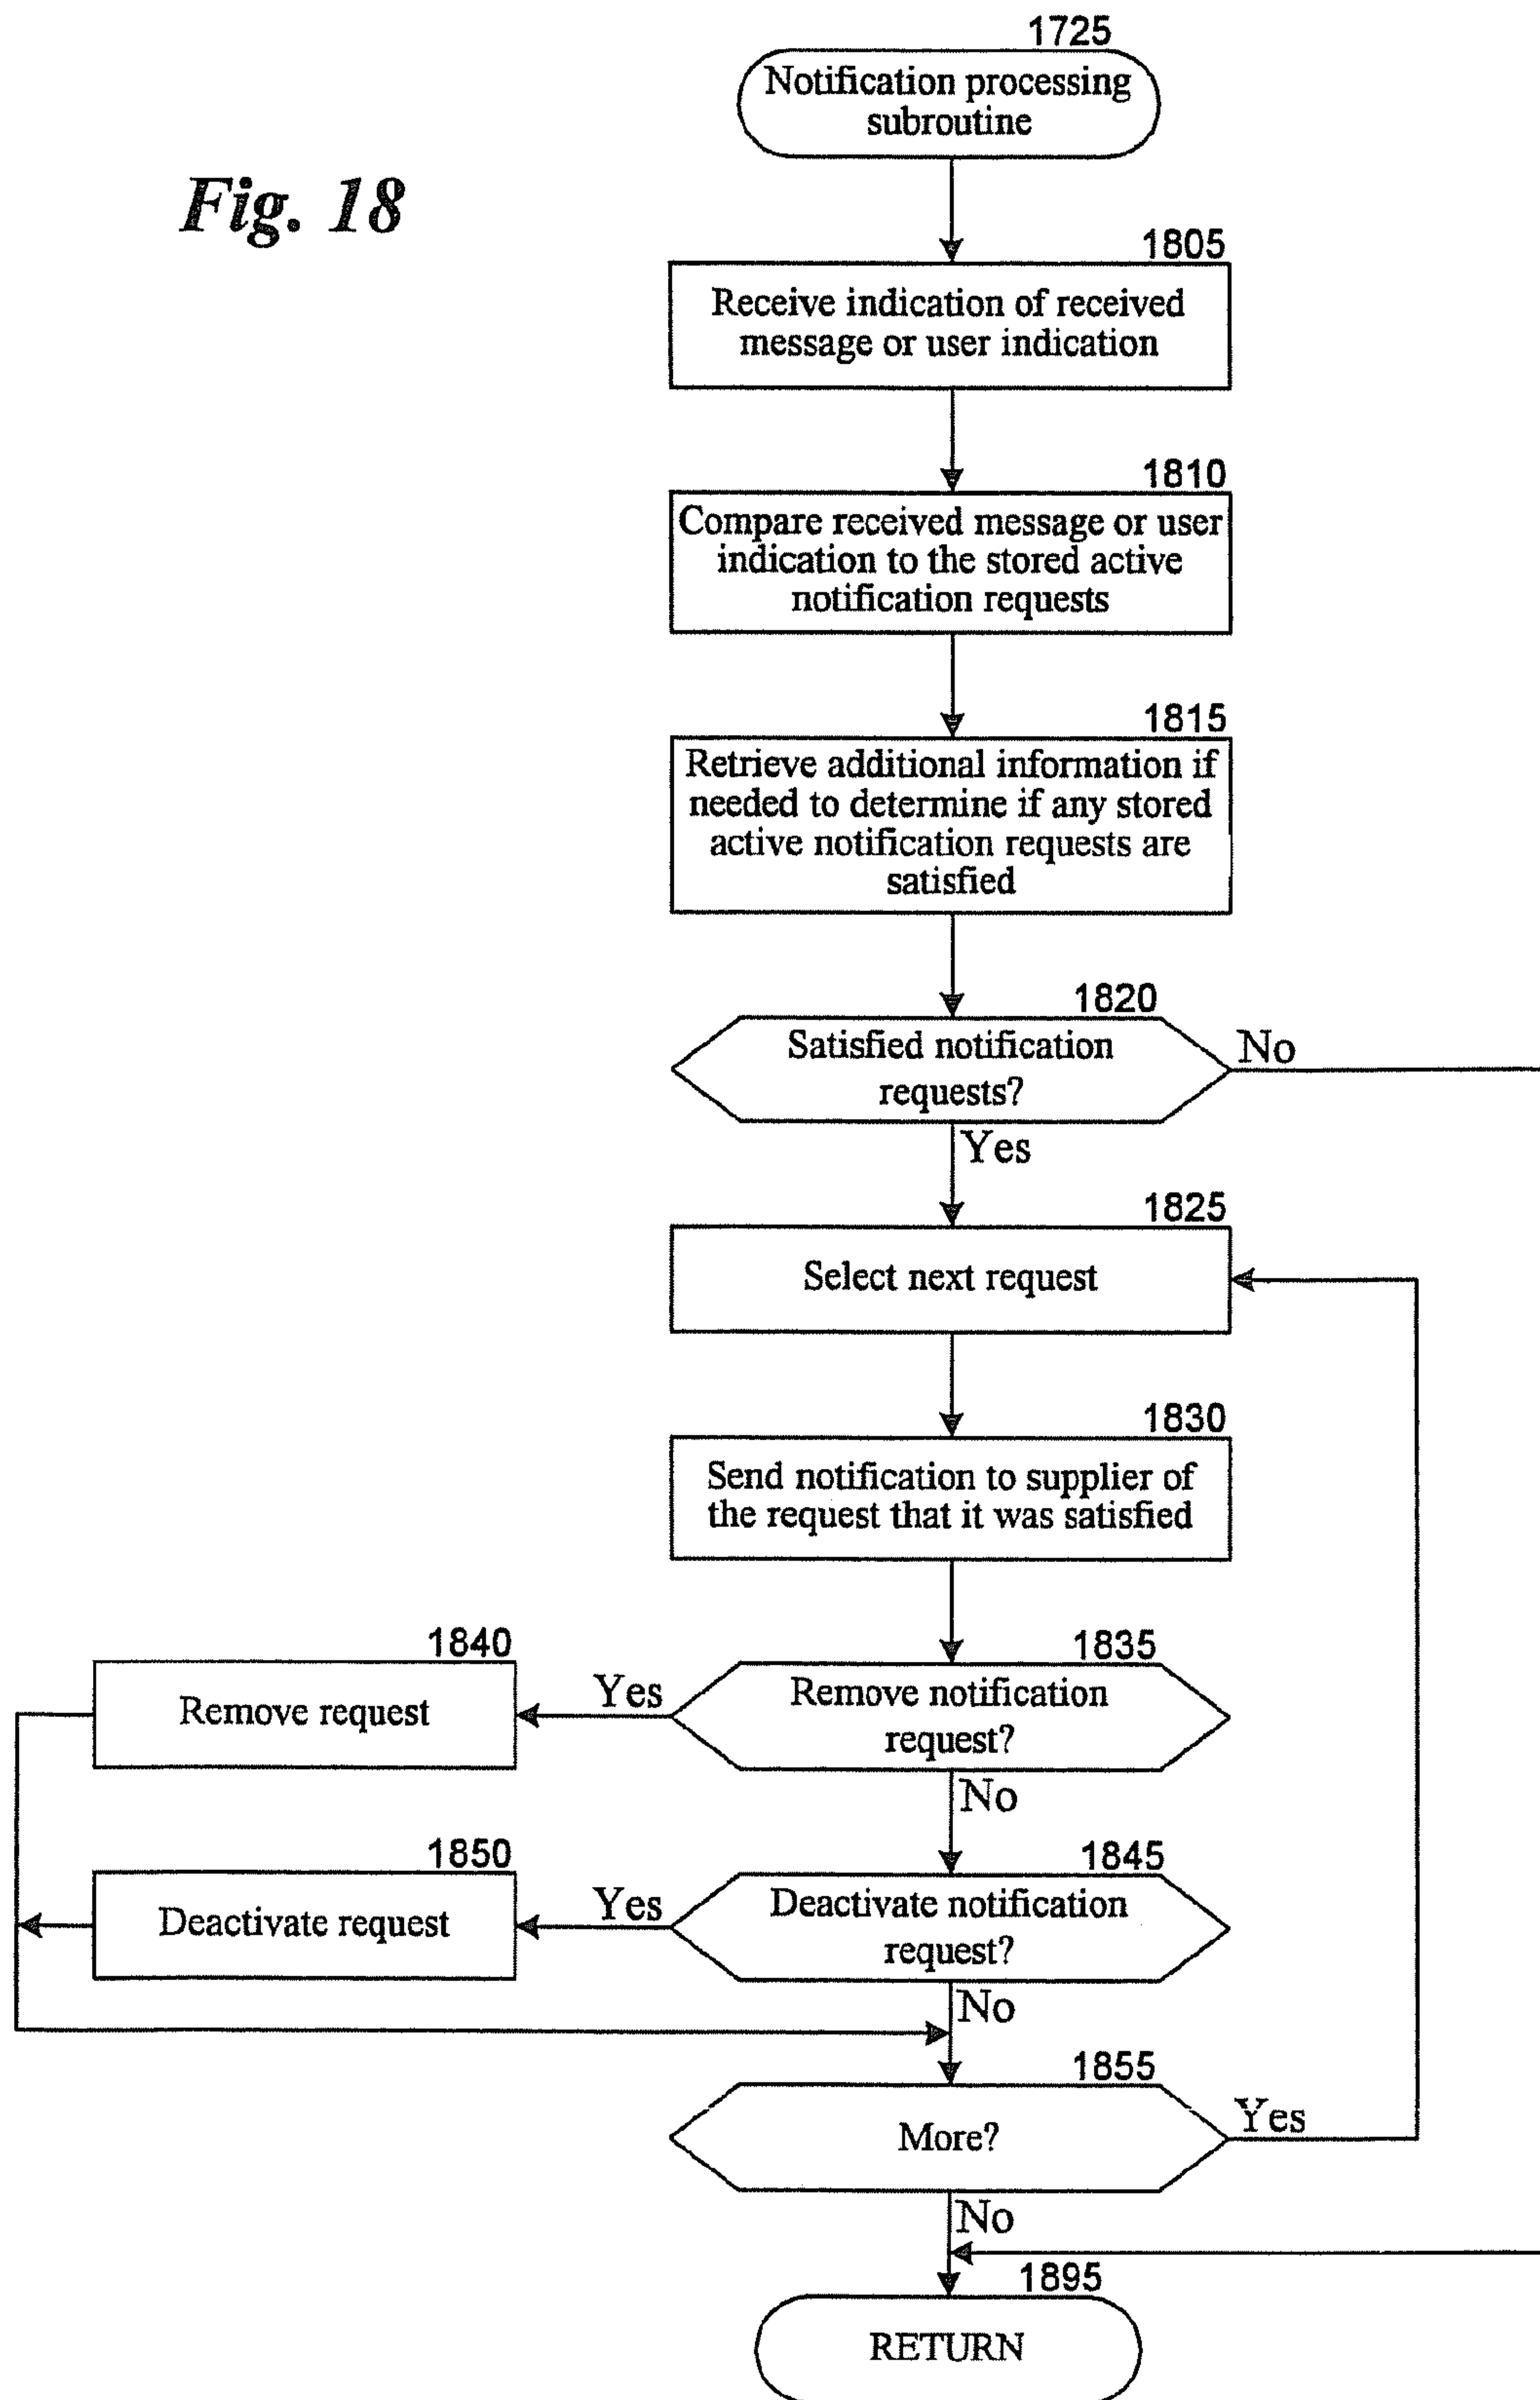 1725
Notification processing
subroutine
Fig. 18
1805
Receive indication of received
message or user indication
1810
Compare received message or user
indication to the stored active
notification requests
1815
Retrieve additional information if
needed to determine if any stored
active notification requests are
satisfied
1820
Satisfied notification
requests?
No
Yes
1825
Select next request
1830
Send notification to supplier of
the request that it was satisfied
1835
Remove notification
request?
Yes
1840
Remove request
No
1845
Deactivate notification
request?
Yes
1850
Deactivate request
No
1855
More?
Yes
No
1895
RETURN